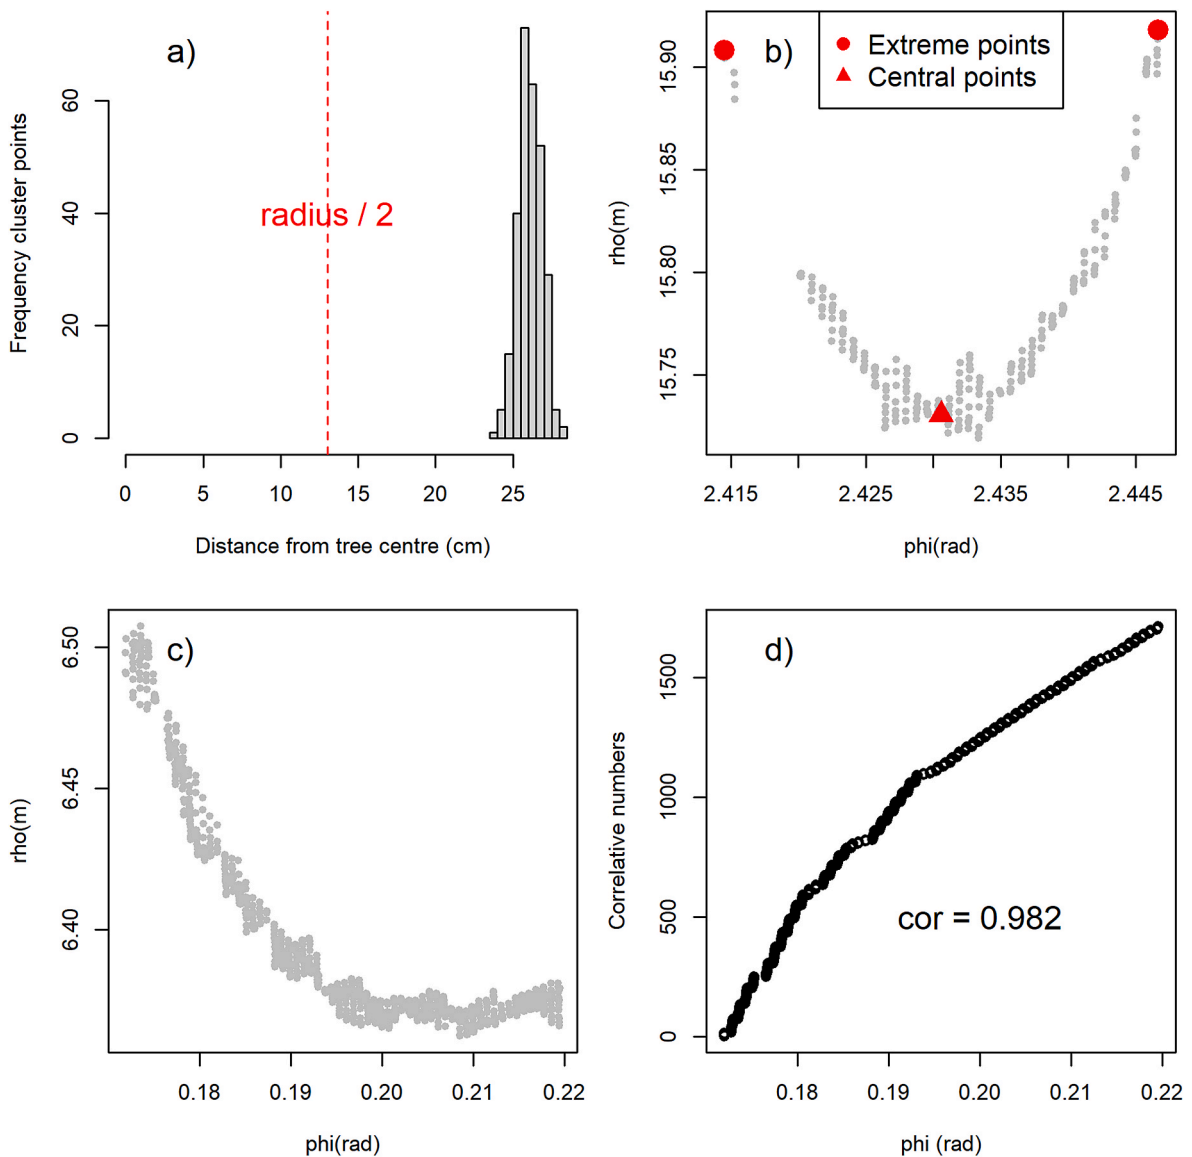 a)
radius / 2
Frequency cluster points
0
20
40
60
0 5 10 15 20 25
Distance from tree centre (cm)
b)
Extreme points
Central points
rho(m)
15.75
15.80
15.85
15.90
2.415 2.425 2.435 2.445
phi(rad)
c)
rho(m)
6.40
6.45
6.50
0.18 0.19 0.20 0.21 0.22
phi(rad)
d)
cor = 0.982
Correlative numbers
0
500
1000
1500
0.18 0.19 0.20 0.21 0.22
phi (rad)